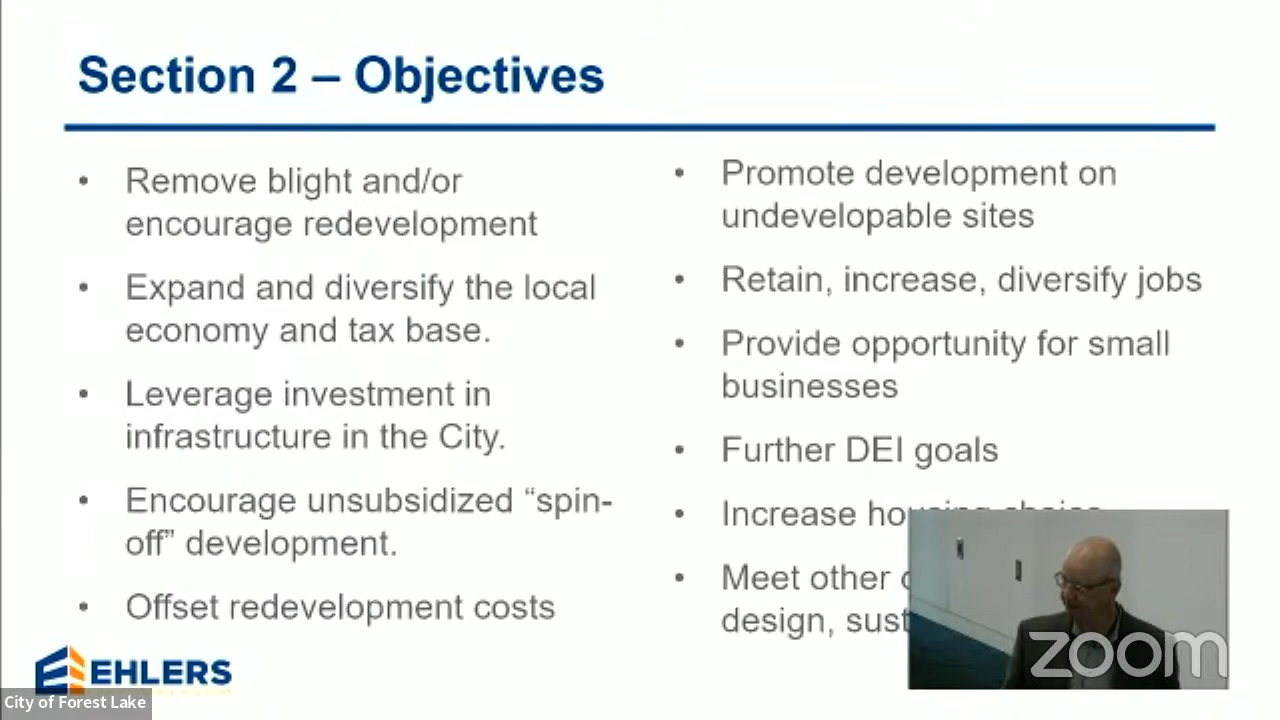 Section 2 – Objectives
• Remove blight and/or
encourage redevelopment
• Expand and diversify the local
economy and tax base.
• Leverage investment in
infrastructure in the City.
• Encourage unsubsidized “spin-
off” development.
• Offset redevelopment costs
• Promote development on
undevelopable sites
• Retain, increase, diversify jobs
• Provide opportunity for small
businesses
• Further DEI goals
• Increase housing choice
• Meet other
design,
EHLERS
City of Forest Lake
zoom